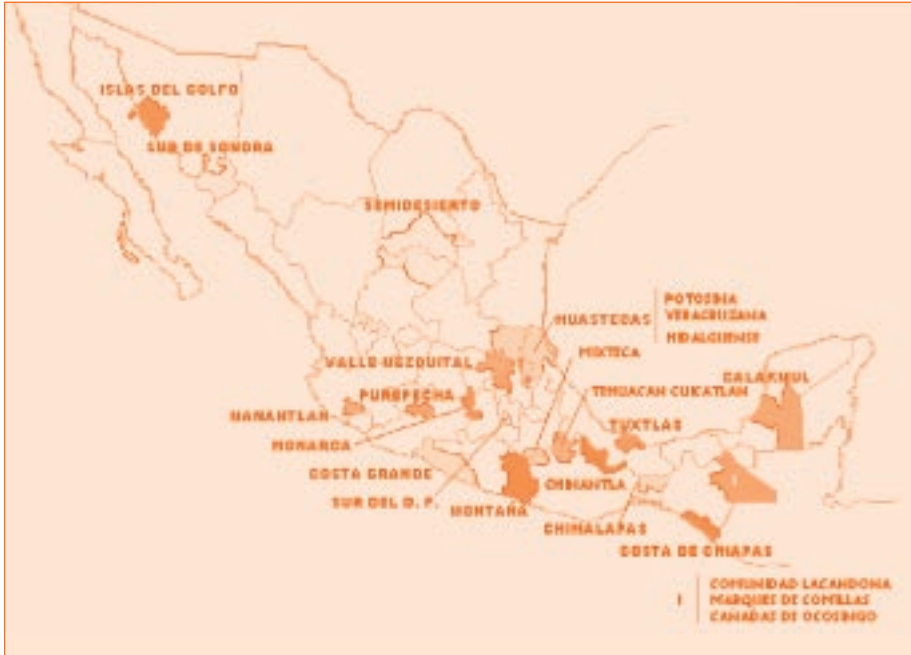 ISLAS DEL GOLFO
SUR DE SONORA
SEMIDESIERTO
HUASTECAS
POTOSINA
VERACRUZANA
HIDALGUENSE
MIXTECA
VALLE MEZQUITAL
CALAKMUL
PUREPECHA
TEHUACAN CUICATLAN
MANANTLAN
TUXTLAS
MONARCA
COSTA GRANDE
CHINANTLA
SUR DEL D. F.
MONTAÑA
CHIMALAPAS
COSTA DE CHIAPAS
1
COMUNIDAD LACANDONA
MARQUES DE COMILLAS
CAÑADAS DE OCOSINGO